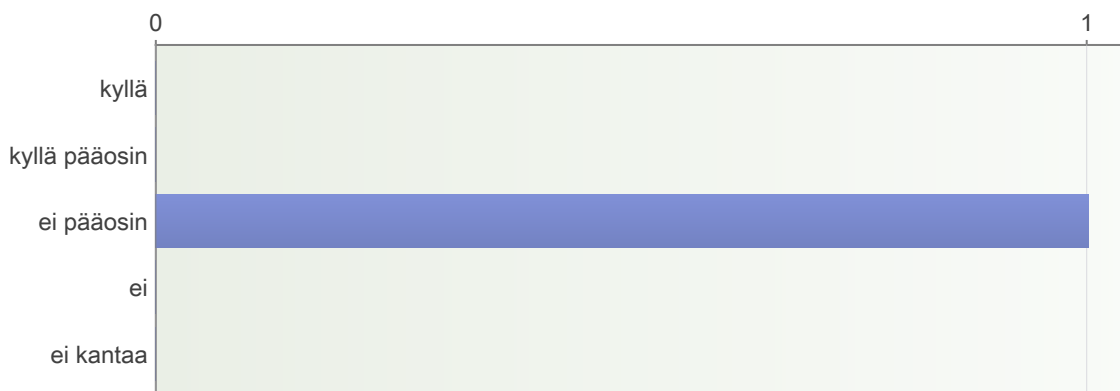 0 1
kyllä
kyllä pääosin
ei pääosin
ei
ei kantaa